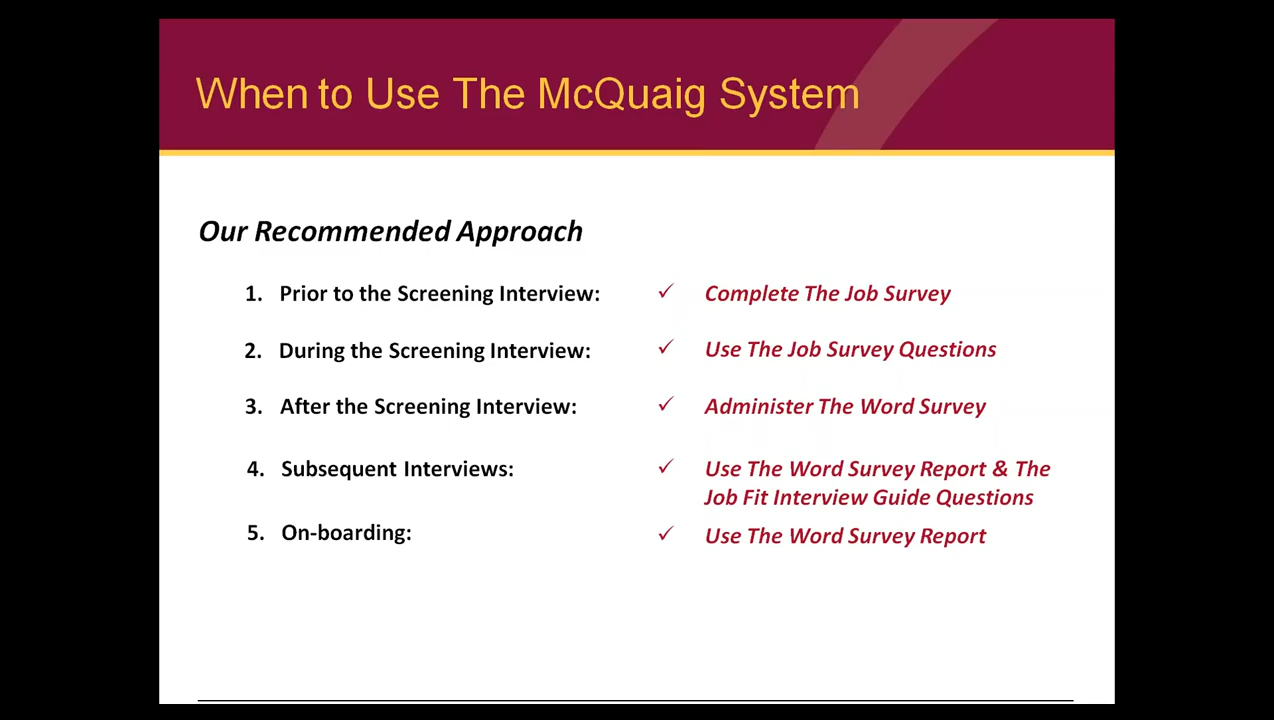 When to Use The McQuaig System
Our Recommended Approach
1. Prior to the Screening Interview: ✓ Complete The Job Survey
2. During the Screening Interview: ✓ Use The Job Survey Questions
3. After the Screening Interview: ✓ Administer The Word Survey
4. Subsequent Interviews: ✓ Use The Word Survey Report & The
Job Fit Interview Guide Questions
5. On-boarding: ✓ Use The Word Survey Report